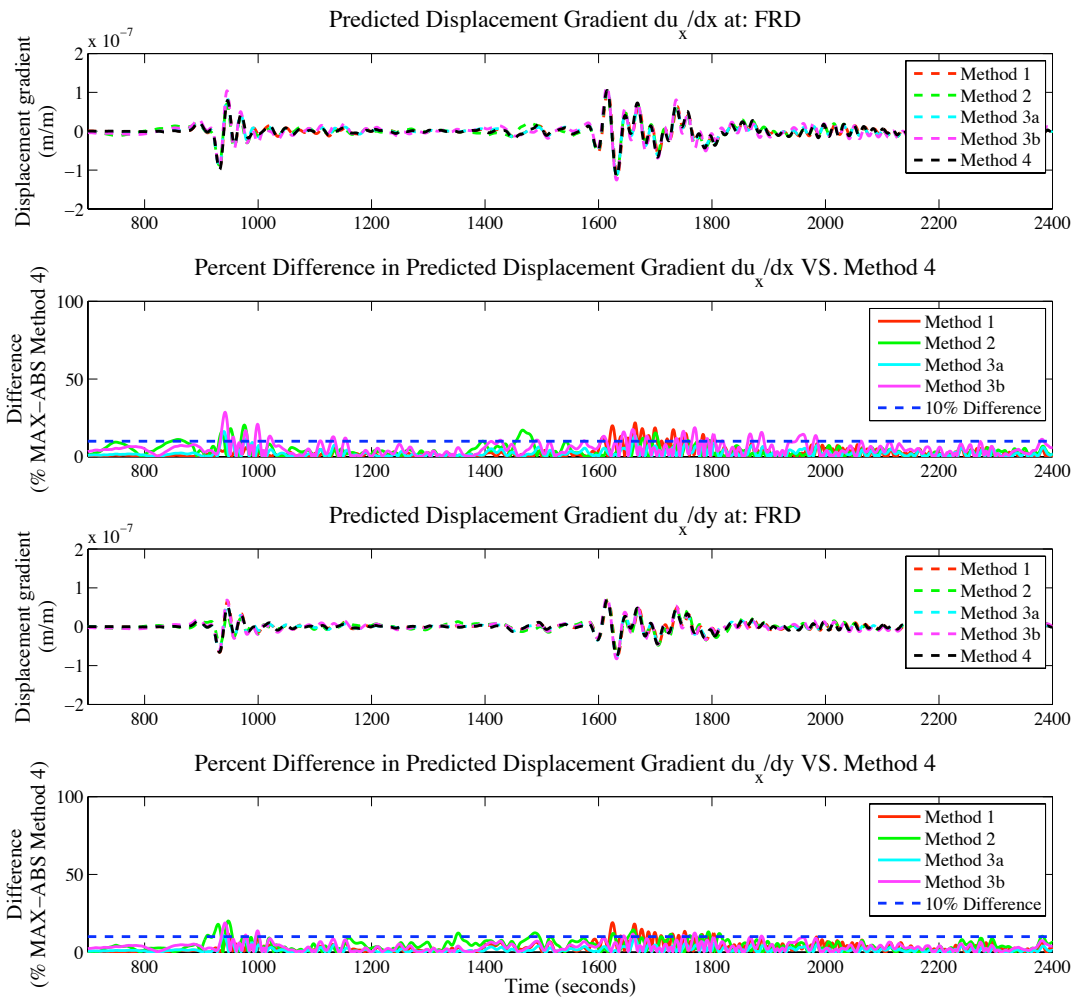 Predicted Displacement Gradient du_x/dx at: FRD
x 10^-7
Displacement gradient
(m/m)
2
1
0
−1
−2
800 1000 1200 1400 1600 1800 2000 2200 2400
Method 1
Method 2
Method 3a
Method 3b
Method 4
Percent Difference in Predicted Displacement Gradient du_x/dx VS. Method 4
Difference
(% MAX−ABS Method 4)
100
50
0
800 1000 1200 1400 1600 1800 2000 2200 2400
Method 1
Method 2
Method 3a
Method 3b
10% Difference
Predicted Displacement Gradient du_x/dy at: FRD
x 10^-7
Displacement gradient
(m/m)
2
1
0
−1
−2
800 1000 1200 1400 1600 1800 2000 2200 2400
Method 1
Method 2
Method 3a
Method 3b
Method 4
Percent Difference in Predicted Displacement Gradient du_x/dy VS. Method 4
Difference
(% MAX−ABS Method 4)
100
50
0
800 1000 1200 1400 1600 1800 2000 2200 2400
Method 1
Method 2
Method 3a
Method 3b
10% Difference
Time (seconds)